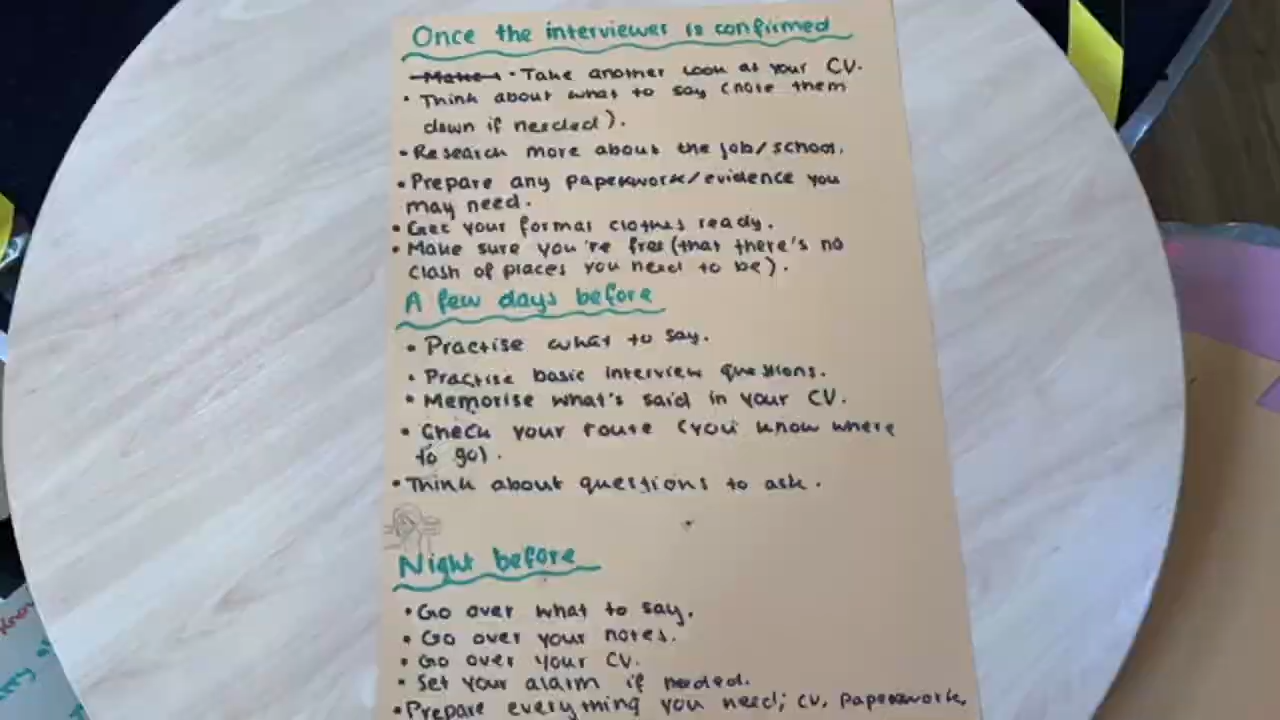 Once the interviewer is confirmed
• Take another look at your CV.
• Think about what to say (note them
down if needed).
• Research more about the job/school.
• Prepare any paperwork/evidence you
may need.
• Get your formal clothes ready.
• Make sure you're free (that there's no
clash of places you need to be).
A few days before
• Practise what to say.
• Practise basic interview questions.
• Memorise what's said in your CV.
• Check your route (you know where
to go).
• Think about questions to ask.
Night before
• Go over what to say.
• Go over your notes.
• Go over your CV.
• Set your alarm if needed.
• Prepare everything you need; CV, paperwork,